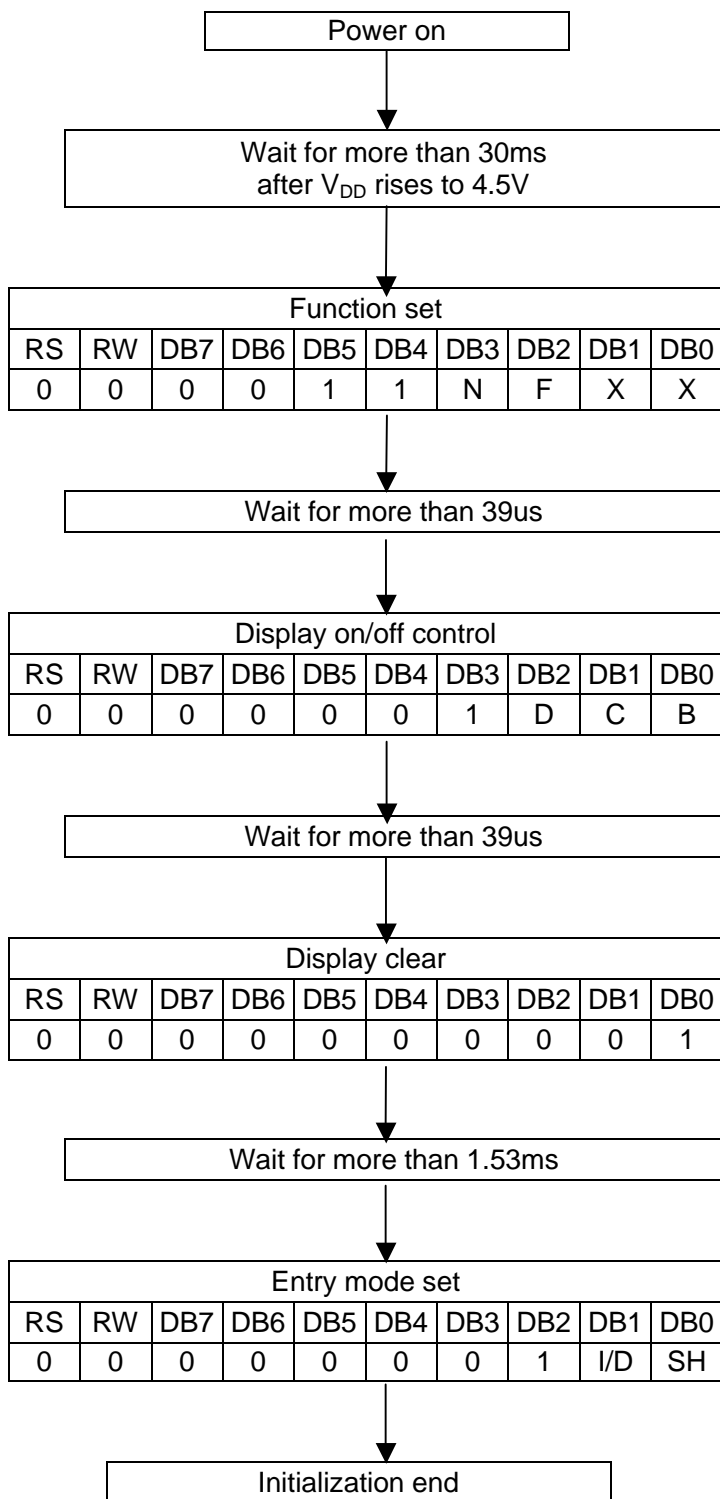 Power on
Wait for more than 30ms
after VDD rises to 4.5V
Function set
RS RW DB7 DB6 DB5 DB4 DB3 DB2 DB1 DB0
0 0 0 0 1 1 N F X X
Wait for more than 39us
Display on/off control
RS RW DB7 DB6 DB5 DB4 DB3 DB2 DB1 DB0
0 0 0 0 0 0 1 D C B
Wait for more than 39us
Display clear
RS RW DB7 DB6 DB5 DB4 DB3 DB2 DB1 DB0
0 0 0 0 0 0 0 0 0 1
Wait for more than 1.53ms
Entry mode set
RS RW DB7 DB6 DB5 DB4 DB3 DB2 DB1 DB0
0 0 0 0 0 0 0 1 I/D SH
Initialization end